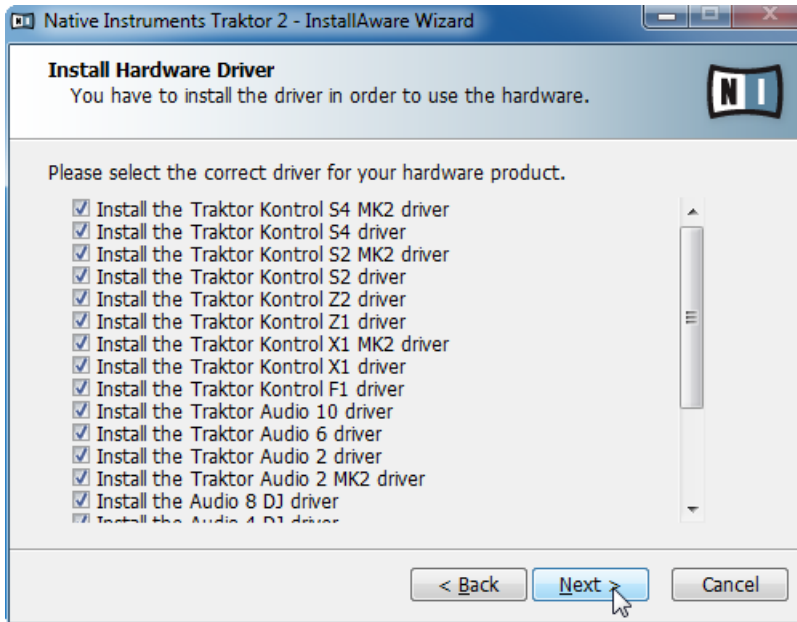 Native Instruments Traktor 2 - InstallAware Wizard
Install Hardware Driver
You have to install the driver in order to use the hardware.
N I
Please select the correct driver for your hardware product.
Install the Traktor Kontrol S4 MK2 driver
Install the Traktor Kontrol S4 driver
Install the Traktor Kontrol S2 MK2 driver
Install the Traktor Kontrol S2 driver
Install the Traktor Kontrol Z2 driver
Install the Traktor Kontrol Z1 driver
Install the Traktor Kontrol X1 MK2 driver
Install the Traktor Kontrol X1 driver
Install the Traktor Kontrol F1 driver
Install the Traktor Audio 10 driver
Install the Traktor Audio 6 driver
Install the Traktor Audio 2 driver
Install the Traktor Audio 2 MK2 driver
Install the Audio 8 DJ driver
Install the Audio 4 DJ driver
< Back
Next >
Cancel